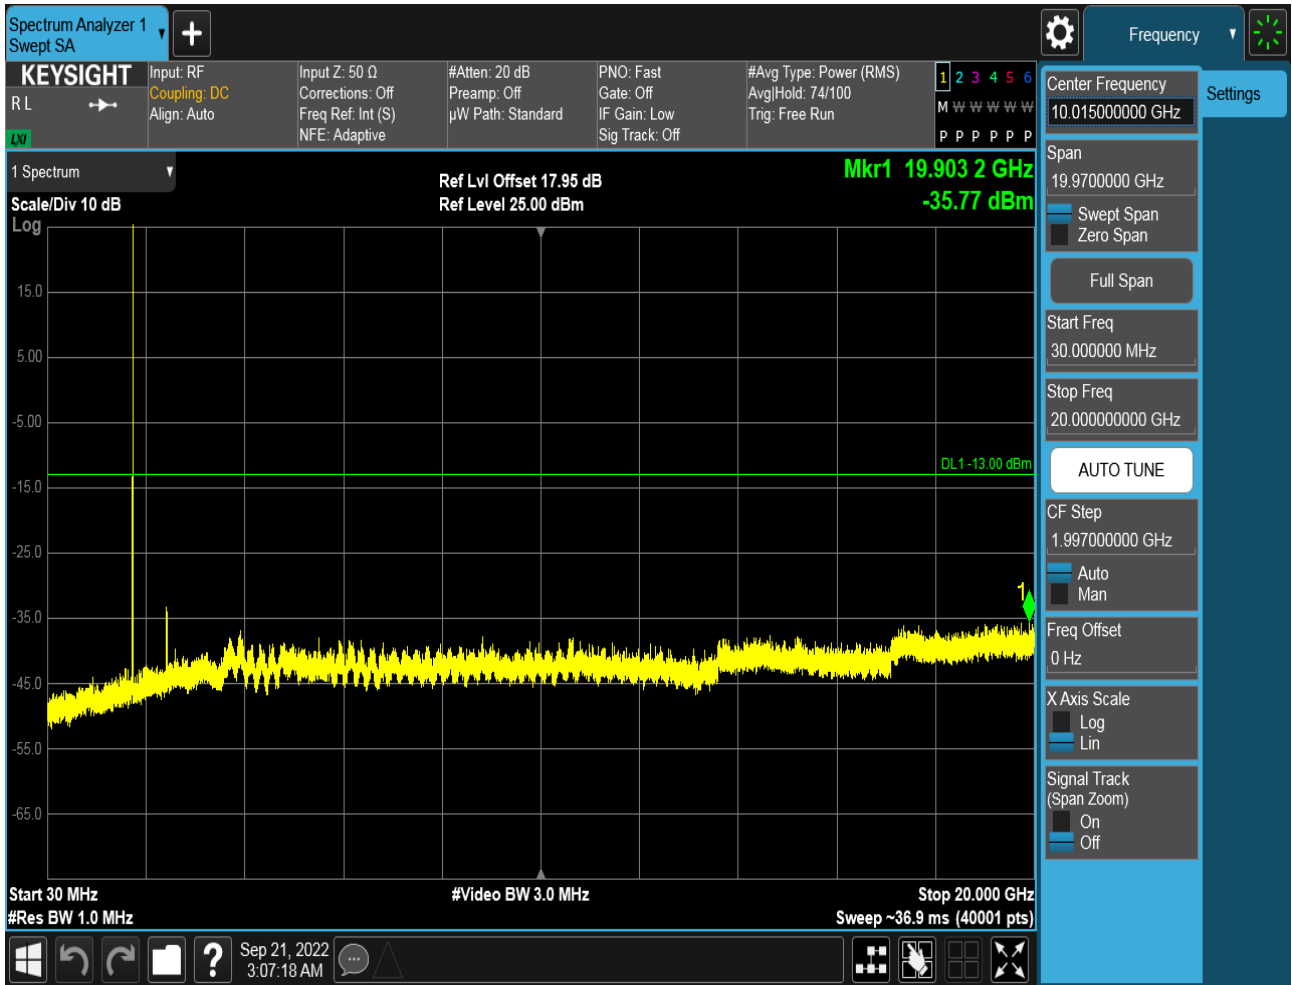 Spectrum Analyzer 1
Swept SA
Frequency
KEYSIGHT
R L
LXI
Input: RF
Coupling: DC
Align: Auto
Input Z: 50 Ω
Corrections: Off
Freq Ref: Int (S)
NFE: Adaptive
#Atten: 20 dB
Preamp: Off
µW Path: Standard
PNO: Fast
Gate: Off
IF Gain: Low
Sig Track: Off
#Avg Type: Power (RMS)
Avg|Hold: 74/100
Trig: Free Run
1 2 3 4 5 6
M W W W W W
P P P P P P
1 Spectrum
Scale/Div 10 dB
Log
Ref Lvl Offset 17.95 dB
Ref Level 25.00 dBm
Mkr1 19.903 2 GHz
-35.77 dBm
15.0
5.00
-5.00
DL1 -13.00 dBm
-15.0
-25.0
1
-35.0
-45.0
-55.0
-65.0
Start 30 MHz
#Res BW 1.0 MHz
#Video BW 3.0 MHz
Stop 20.000 GHz
Sweep ~36.9 ms (40001 pts)
Sep 21, 2022
3:07:18 AM
Center Frequency
10.015000000 GHz
Settings
Span
19.9700000 GHz
Swept Span
Zero Span
Full Span
Start Freq
30.000000 MHz
Stop Freq
20.000000000 GHz
AUTO TUNE
CF Step
1.997000000 GHz
Auto
Man
Freq Offset
0 Hz
X Axis Scale
Log
Lin
Signal Track
(Span Zoom)
On
Off